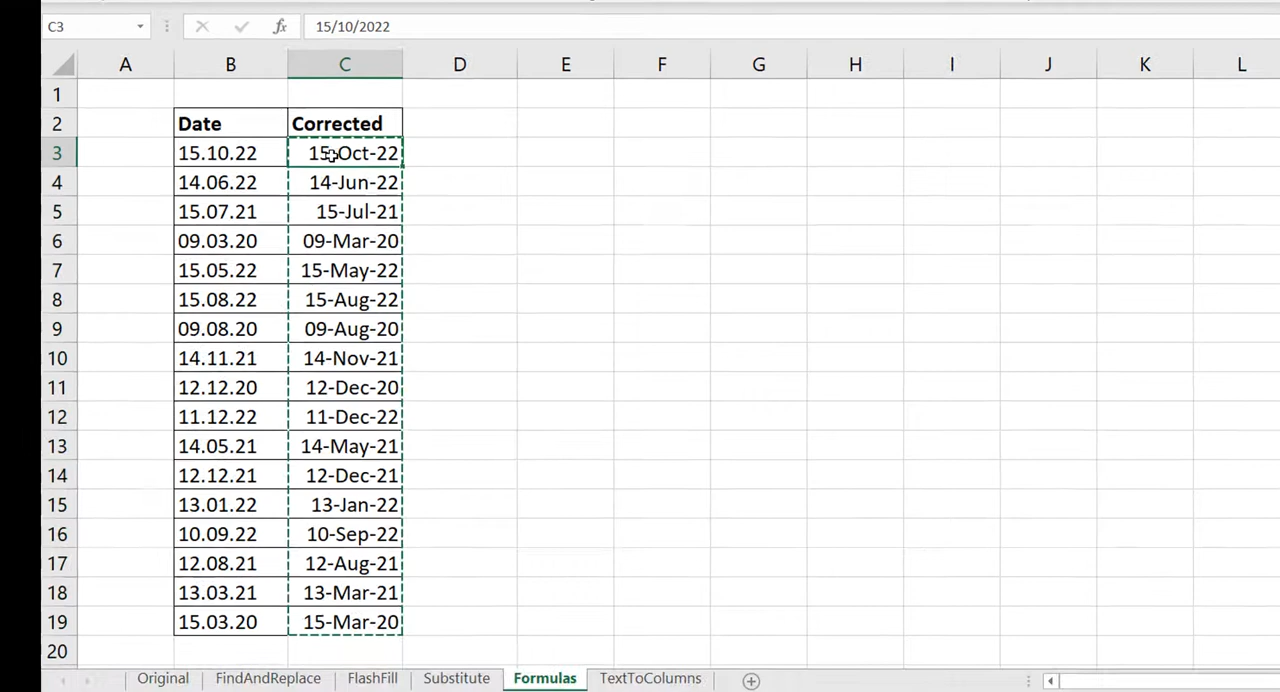 C3 fx 15/10/2022
A B C D E F G H I J K L
1
2 Date Corrected
3 15.10.22 15-Oct-22
4 14.06.22 14-Jun-22
5 15.07.21 15-Jul-21
6 09.03.20 09-Mar-20
7 15.05.22 15-May-22
8 15.08.22 15-Aug-22
9 09.08.20 09-Aug-20
10 14.11.21 14-Nov-21
11 12.12.20 12-Dec-20
12 11.12.22 11-Dec-22
13 14.05.21 14-May-21
14 12.12.21 12-Dec-21
15 13.01.22 13-Jan-22
16 10.09.22 10-Sep-22
17 12.08.21 12-Aug-21
18 13.03.21 13-Mar-21
19 15.03.20 15-Mar-20
20
Original FindAndReplace FlashFill Substitute Formulas TextToColumns